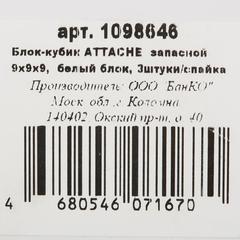 арт. 1098646
Блок-кубик ATTACHE запасной
9х9х9, белый блок, 3штуки/спайка
Производитель: ООО "БанКО"
Моск. обл., г. Коломна
140402, Окский пр-т, д. 40
4 680546 071670